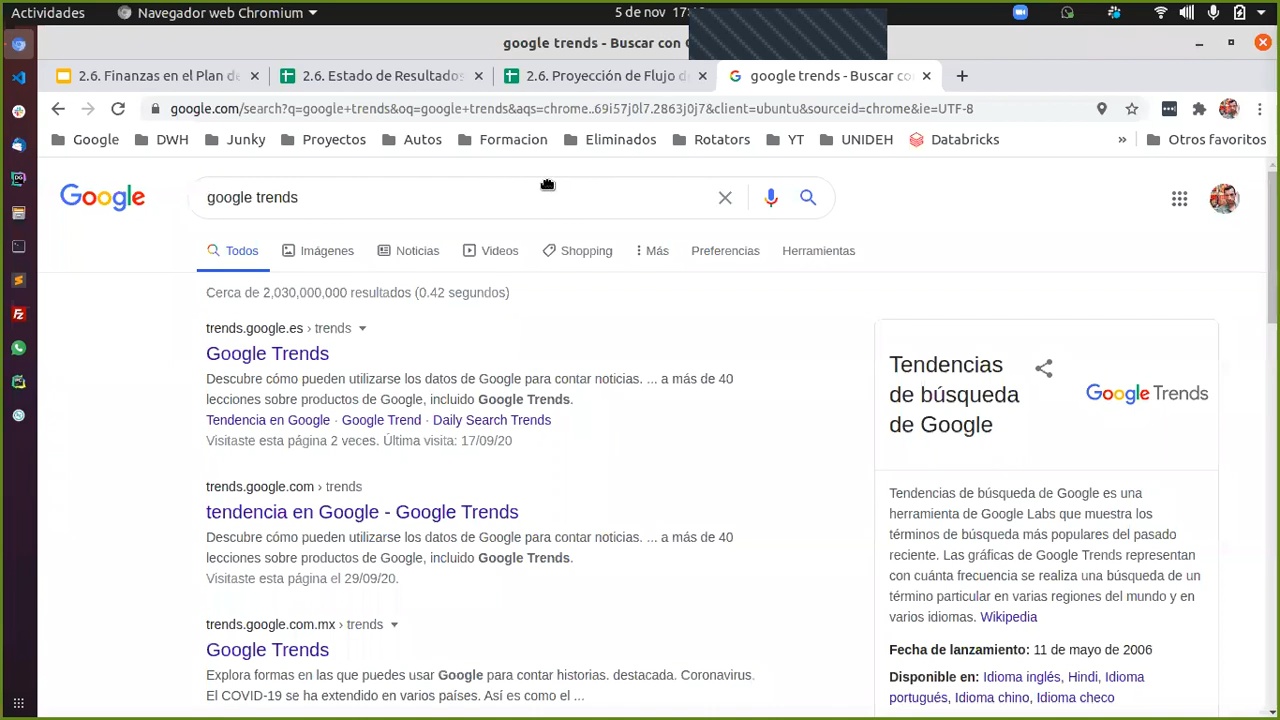 Actividades
Navegador web Chromium
5 de nov
google trends - Buscar con
2.6. Finanzas en el Plan de
2.6. Estado de Resultados
2.6. Proyección de Flujo d
google trends - Buscar co
google.com/search?q=google+trends&oq=google+trends&aqs=chrome..69i57j0l7.2863j0j7&client=ubuntu&sourceid=chrome&ie=UTF-8
Google
DWH
Junky
Proyectos
Autos
Formacion
Eliminados
Rotators
YT
UNIDEH
Databricks
»
Otros favoritos
Google
google trends
Todos
Imágenes
Noticias
Videos
Shopping
Más
Preferencias
Herramientas
Cerca de 2,030,000,000 resultados (0.42 segundos)
trends.google.es › trends
Google Trends
Descubre cómo pueden utilizarse los datos de Google para contar noticias. ... a más de 40
lecciones sobre productos de Google, incluido Google Trends.
Tendencia en Google · Google Trend · Daily Search Trends
Visitaste esta página 2 veces. Última visita: 17/09/20
trends.google.com › trends
tendencia en Google - Google Trends
Descubre cómo pueden utilizarse los datos de Google para contar noticias. ... a más de 40
lecciones sobre productos de Google, incluido Google Trends.
Visitaste esta página el 29/09/20.
trends.google.com.mx › trends
Google Trends
Explora formas en las que puedes usar Google para contar historias. destacada. Coronavirus.
El COVID-19 se ha extendido en varios países. Así es como el ...
Tendencias
de búsqueda
de Google
Google Trends
Tendencias de búsqueda de Google es una
herramienta de Google Labs que muestra los
términos de búsqueda más populares del pasado
reciente. Las gráficas de Google Trends representan
con cuánta frecuencia se realiza una búsqueda de un
término particular en varias regiones del mundo y en
varios idiomas. Wikipedia
Fecha de lanzamiento: 11 de mayo de 2006
Disponible en: Idioma inglés, Hindi, Idioma
portugués, Idioma chino, Idioma checo